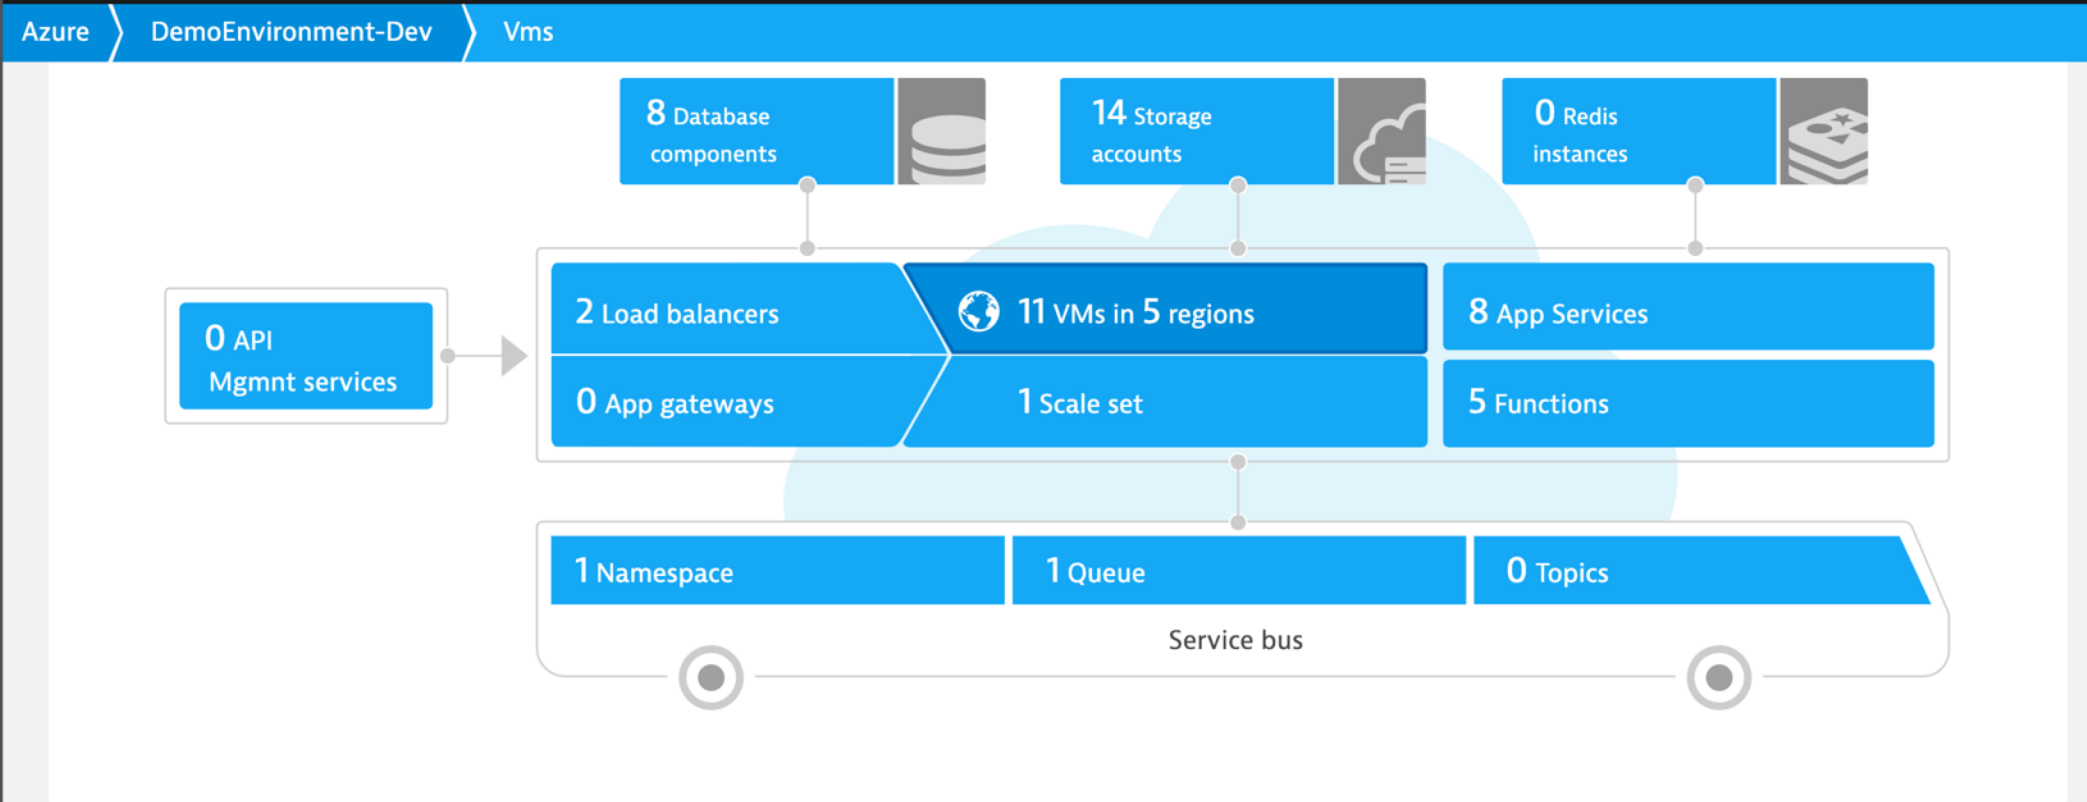 Azure
DemoEnvironment-Dev
Vms
8 Database
components
14 Storage
accounts
0 Redis
instances
0 API
Mgmnt services
2 Load balancers
11 VMs in 5 regions
8 App Services
0 App gateways
1 Scale set
5 Functions
1 Namespace
1 Queue
0 Topics
Service bus